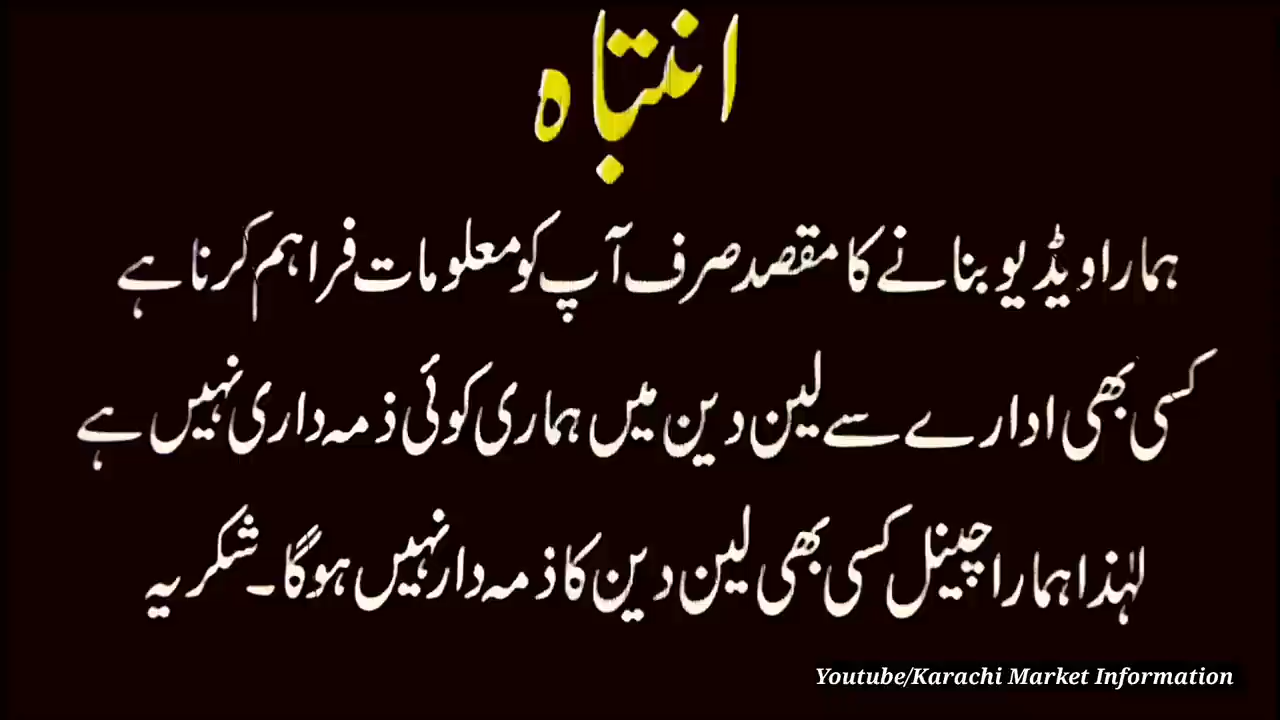 انتباہ
ہمارا ویڈیو بنانے کا مقصد صرف آپ کو معلومات فراہم کرنا ہے
کسی بھی ادارے سے لین دین میں ہماری کوئی ذمہ داری نہیں ہے
لہٰذا ہمارا چینل کسی بھی لین دین کا ذمہ دار نہیں ہوگا۔ شکریہ
Youtube/Karachi Market Information